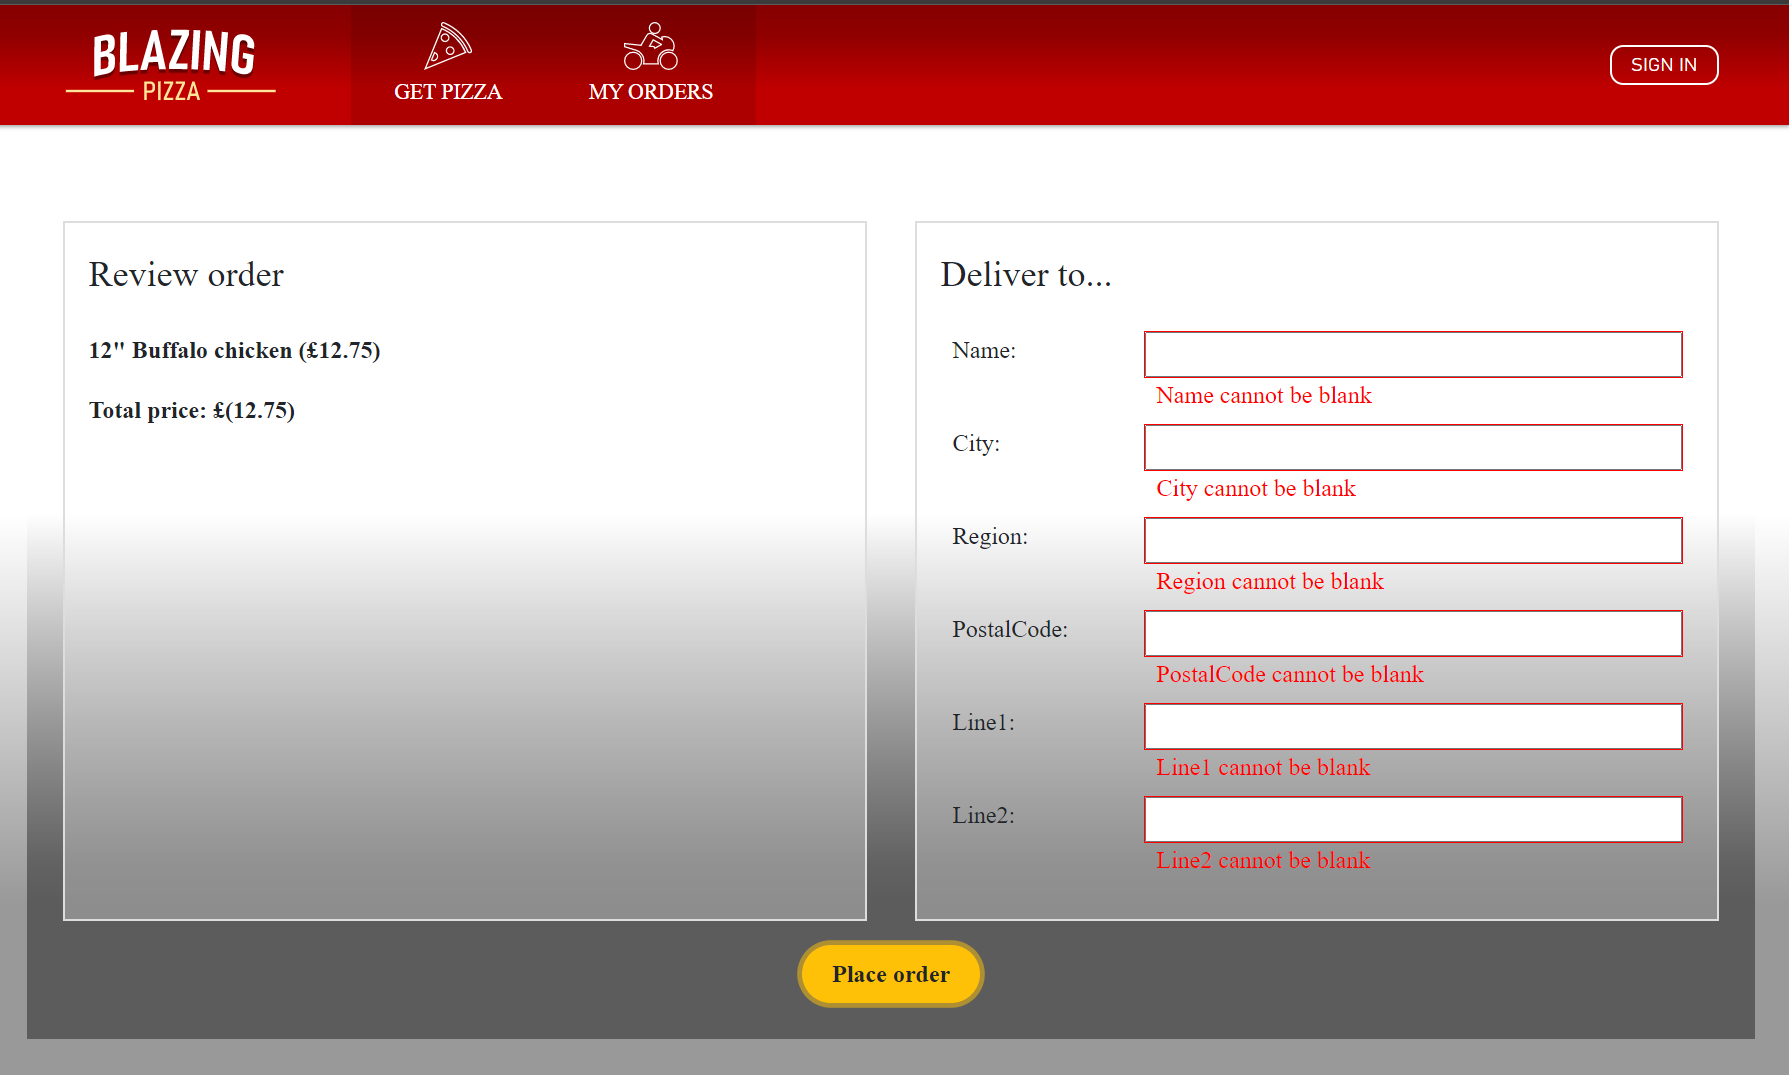 BLAZING
PIZZA
GET PIZZA
MY ORDERS
SIGN IN
Review order
12" Buffalo chicken (£12.75)
Total price: £(12.75)
Deliver to...
Name:
Name cannot be blank
City:
City cannot be blank
Region:
Region cannot be blank
PostalCode:
PostalCode cannot be blank
Line1:
Line1 cannot be blank
Line2:
Line2 cannot be blank
Place order